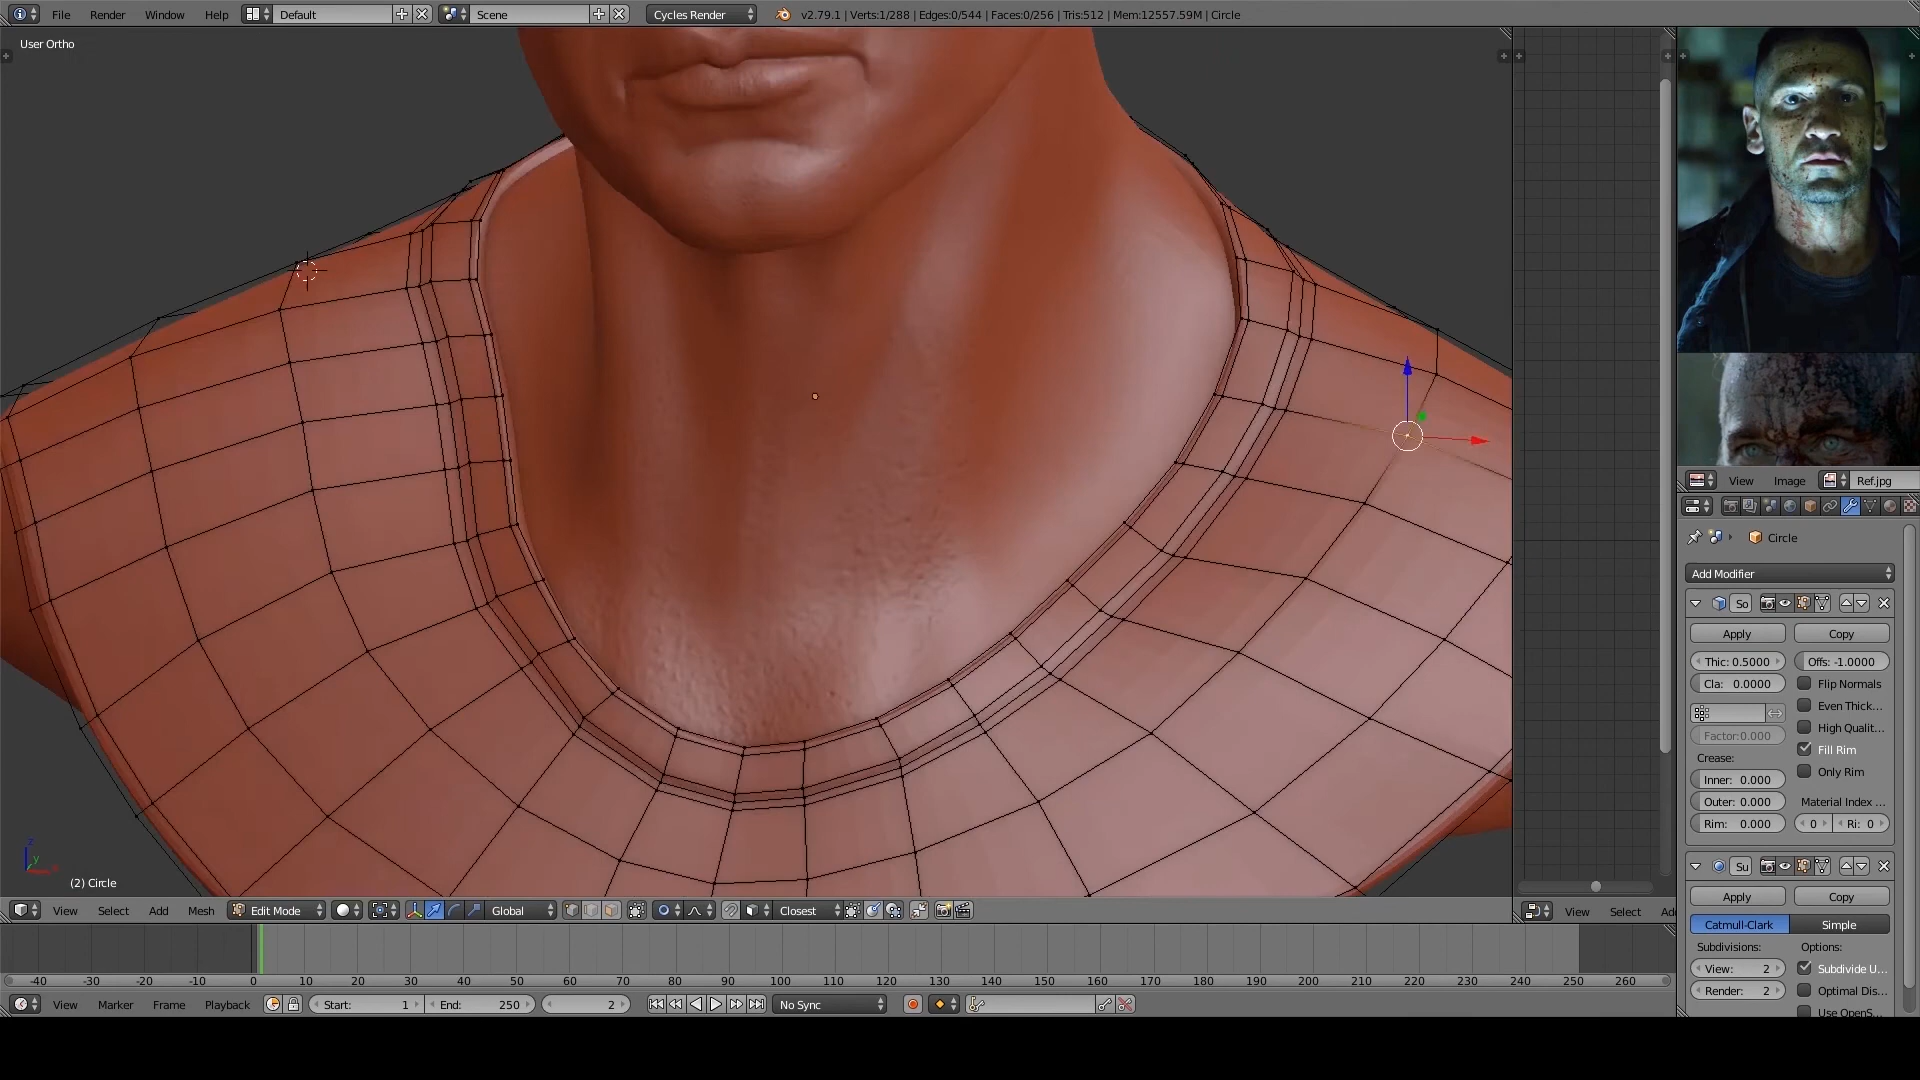 File Render Window Help Default Scene Cycles Render v2.79.1 | Verts:1/288 | Edges:0/544 | Faces:0/256 | Tris:512 | Mem:12557.59M | Circle
User Ortho
View Image Ref.jpg
Circle
Add Modifier
So
Apply Copy
Thic: 0.5000 Offs: -1.0000
Cla: 0.0000 Flip Normals
Even Thick...
High Qualit...
Factor:0.000 Fill Rim
Crease: Only Rim
Inner: 0.000
Outer: 0.000 Material Index ...
Rim: 0.000 0 Ri: 0
Su
Apply Copy
Catmull-Clark Simple
Subdivisions: Options:
View: 2 Subdivide U...
Render: 2 Optimal Dis...
Use OpenS...
z
y
x
(2) Circle
View Select Add Mesh Edit Mode Global Closest
View Select Ad
-40 -30 -20 -10 0 10 20 30 40 50 60 70 80 90 100 110 120 130 140 150 160 170 180 190 200 210 220 230 240 250 260
View Marker Frame Playback Start: 1 End: 250 2 No Sync